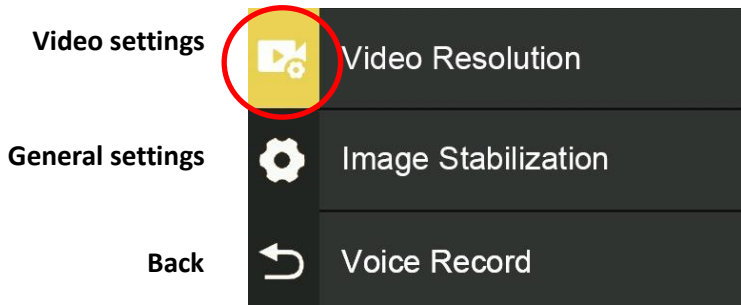 Video settings
Video Resolution
General settings
Image Stabilization
Back
Voice Record